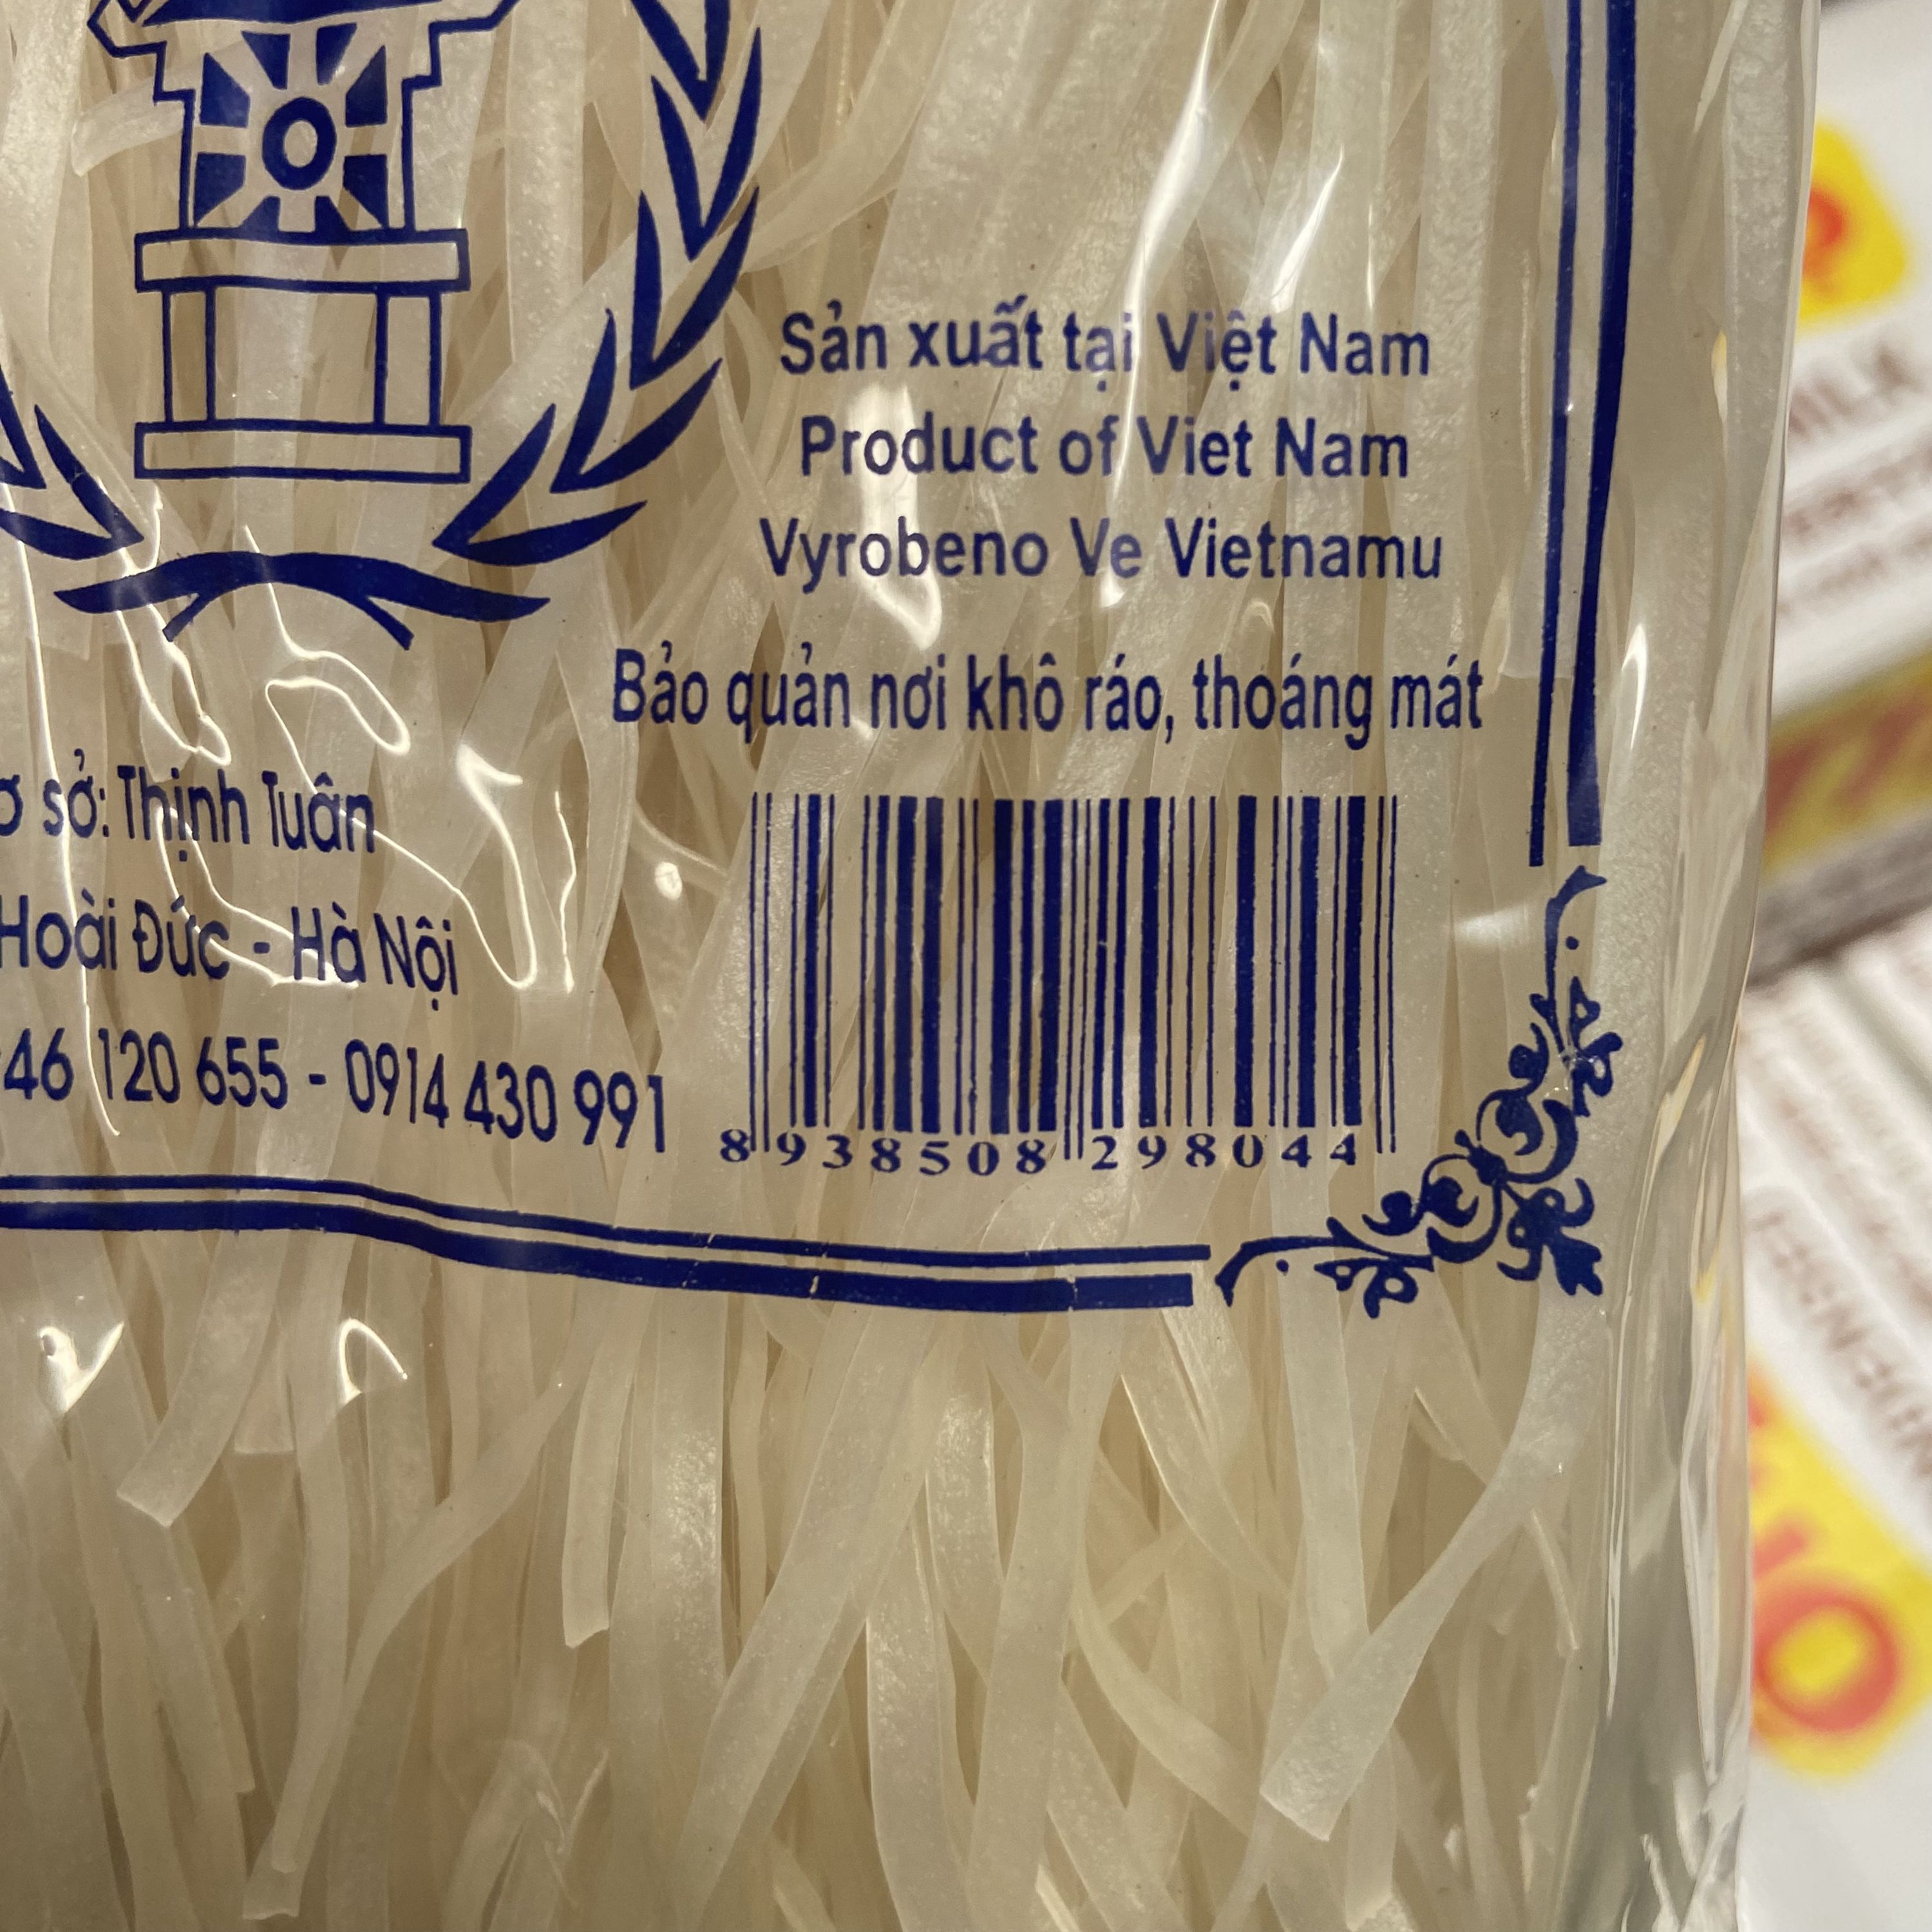 Sản xuất tại Việt Nam
Product of Viet Nam
Vyrobeno Ve Vietnamu
Bảo quản nơi khô ráo, thoáng mát
sở: Thịnh Tuân
Hoài Đức - Hà Nội
46 120 655 - 0914 430 991
8 938508 298044